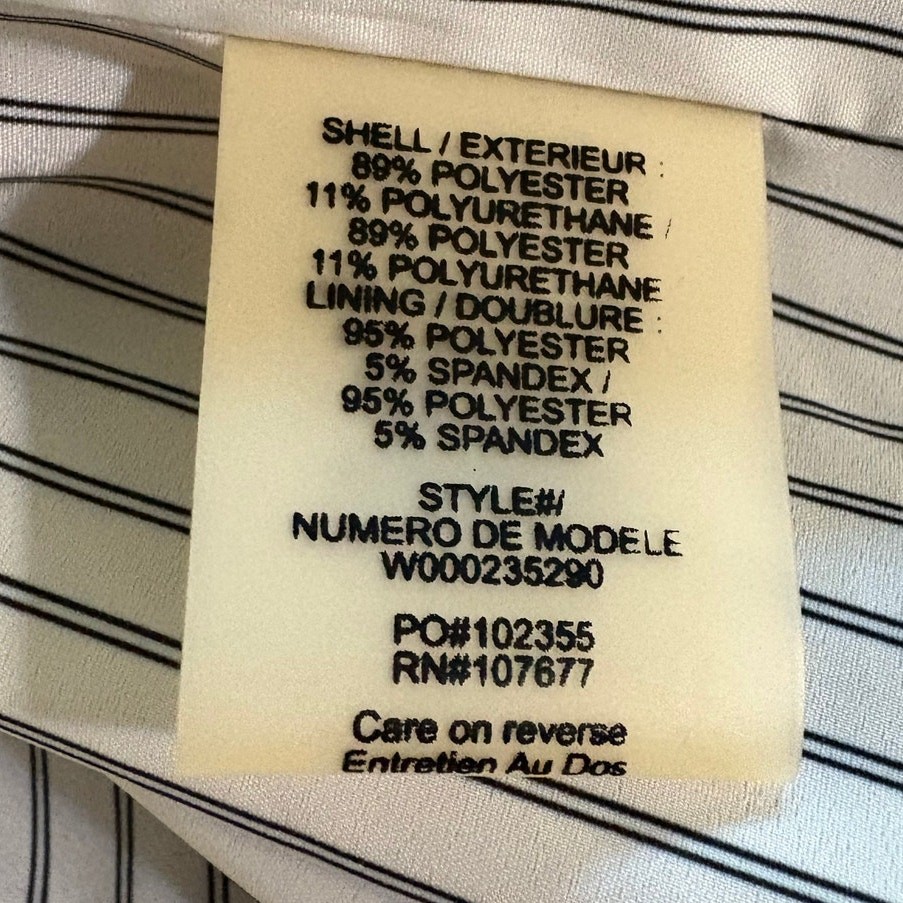 SHELL / EXTERIEUR :
89% POLYESTER
11% POLYURETHANE /
89% POLYESTER
11% POLYURETHANE
LINING / DOUBLURE :
95% POLYESTER
5% SPANDEX /
95% POLYESTER
5% SPANDEX
STYLE#/
NUMERO DE MODELE
W000235290
PO#102355
RN#107677
Care on reverse
Entretien Au Dos